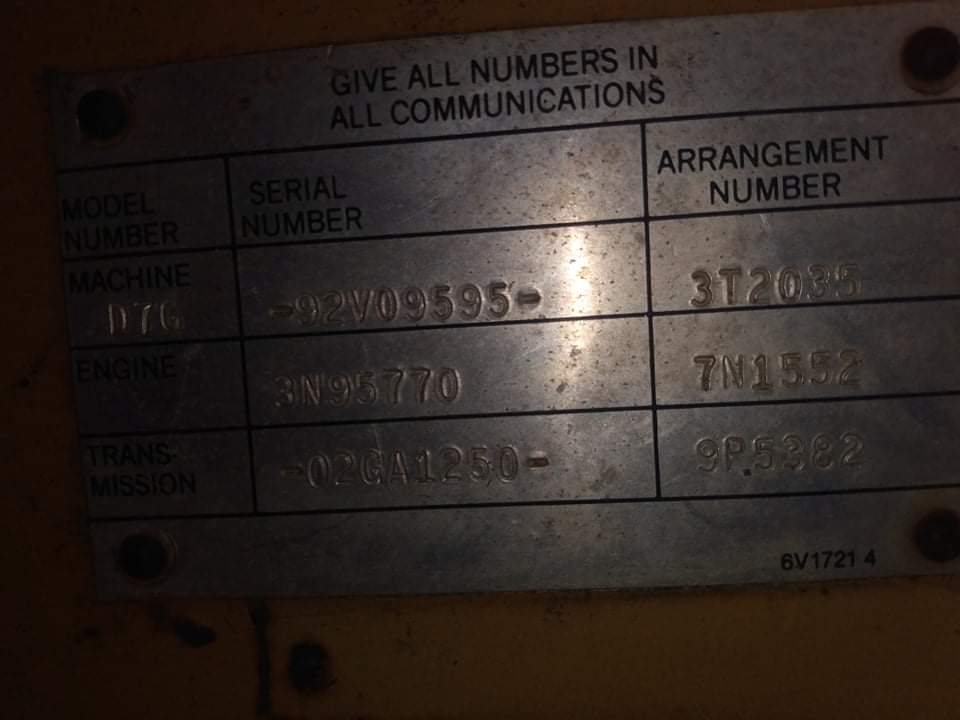 GIVE ALL NUMBERS IN
ALL COMMUNICATIONS
MODEL
NUMBER
SERIAL
NUMBER
ARRANGEMENT
NUMBER
MACHINE
D7G
-92V09595-
3T2035
ENGINE
3N95770
7N1552
TRANS-
MISSION
-02GA1250-
9P5382
6V1721 4